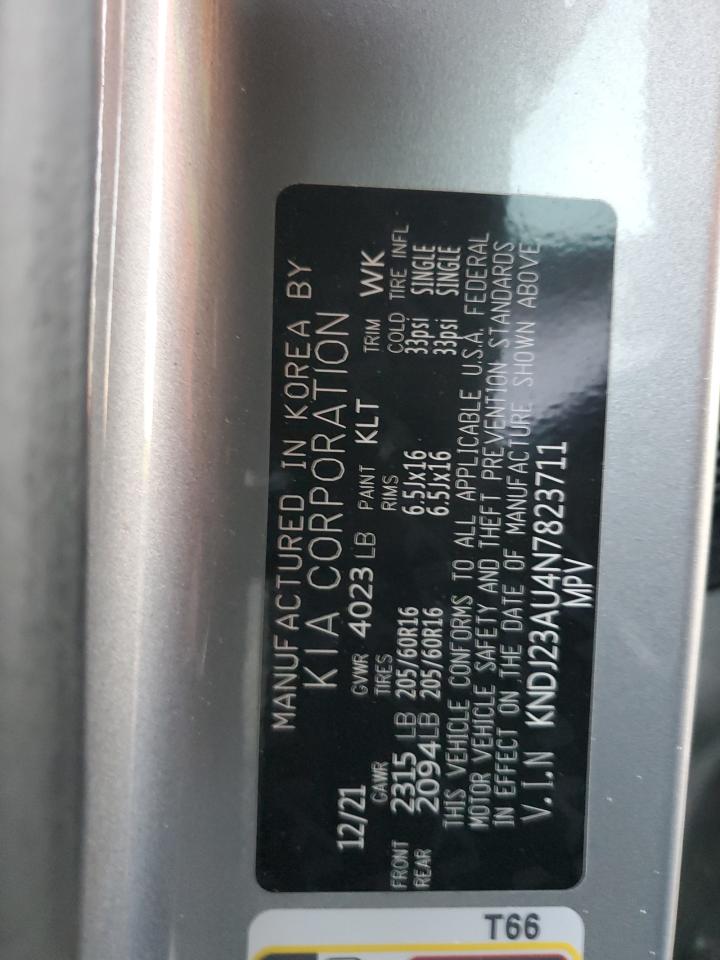 MANUFACTURED IN KOREA BY
KIA CORPORATION
12/21 GVWR 4023 LB PAINT KLT TRIM WK
GAWR TIRES RIMS COLD TIRE INFL
FRONT 2315 LB 205/60R16 6.5Jx16 33psi SINGLE
REAR 2094LB 205/60R16 6.5Jx16 33psi SINGLE
THIS VEHICLE CONFORMS TO ALL APPLICABLE U.S.A. FEDERAL
MOTOR VEHICLE SAFETY AND THEFT PREVENTION STANDARDS
IN EFFECT ON THE DATE OF MANUFACTURE SHOWN ABOVE
V.I.N KNDJ23AU4N7823711
MPV
T66